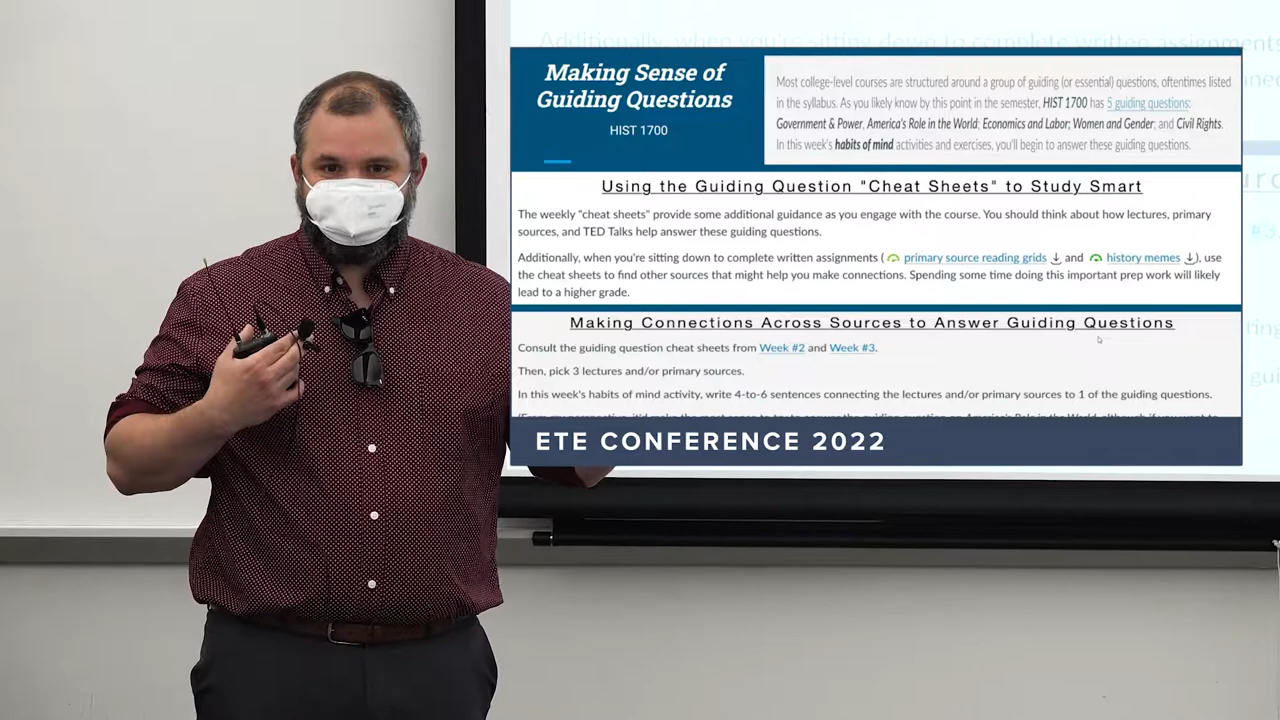 Additionally, when you're sitting down to complete written assignments
Making Sense of
Guiding Questions
HIST 1700
Most college-level courses are structured around a group of guiding (or essential) questions, oftentimes listed
in the syllabus. As you likely know by this point in the semester, HIST 1700 has 5 guiding questions:
Government & Power, America's Role in the World; Economics and Labor; Women and Gender; and Civil Rights.
In this week's habits of mind activities and exercises, you'll begin to answer these guiding questions.
Using the Guiding Question "Cheat Sheets" to Study Smart
The weekly "cheat sheets" provide some additional guidance as you engage with the course. You should think about how lectures, primary
sources, and TED Talks help answer these guiding questions.
Additionally, when you're sitting down to complete written assignments ( primary source reading grids and history memes ), use
the cheat sheets to find other sources that might help you make connections. Spending some time doing this important prep work will likely
lead to a higher grade.
Making Connections Across Sources to Answer Guiding Questions
Consult the guiding question cheat sheets from Week #2 and Week #3.
Then, pick 3 lectures and/or primary sources.
In this week's habits of mind activity, write 4-to-6 sentences connecting the lectures and/or primary sources to 1 of the guiding questions.
ETE CONFERENCE 2022
#3.